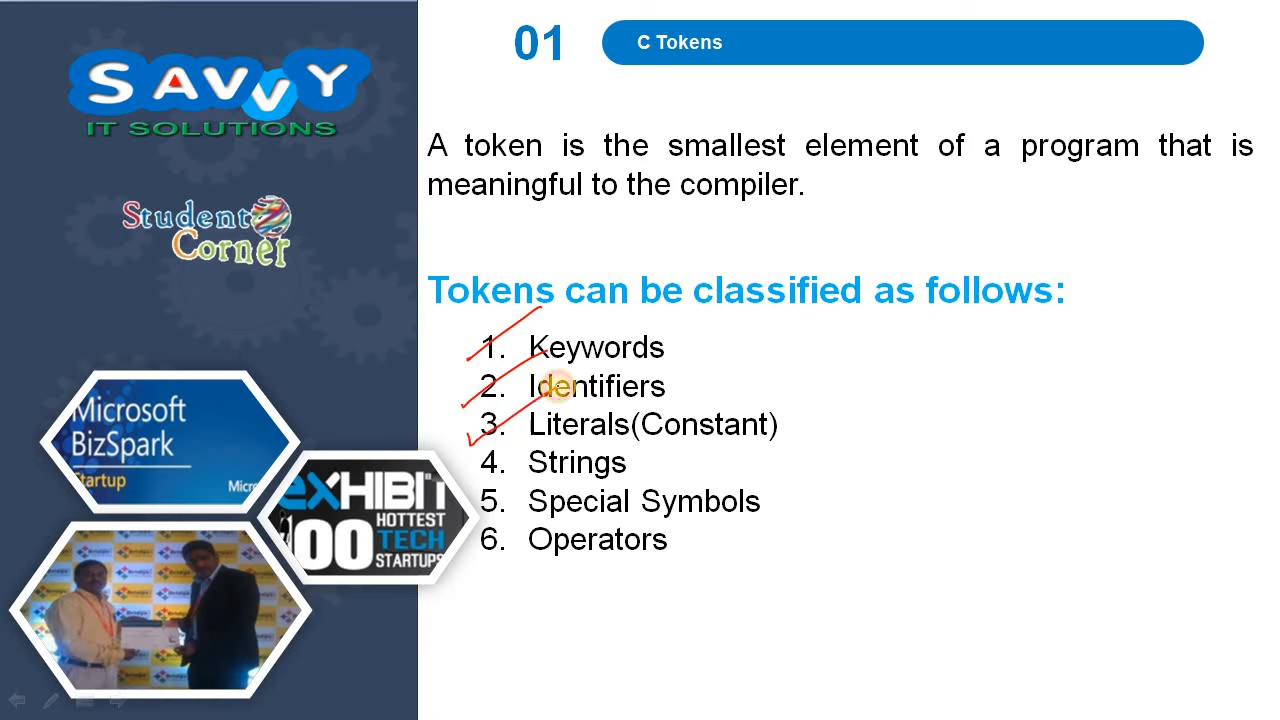 SAVVY
IT SOLUTIONS
Student
Corner
Microsoft
BizSpark
Startup
Micr
eXHIBIT
100
HOTTEST
TECH
STARTUPS
01
C Tokens
A token is the smallest element of a program that is
meaningful to the compiler.
Tokens can be classified as follows:
1. Keywords
2. Identifiers
3. Literals(Constant)
4. Strings
5. Special Symbols
6. Operators